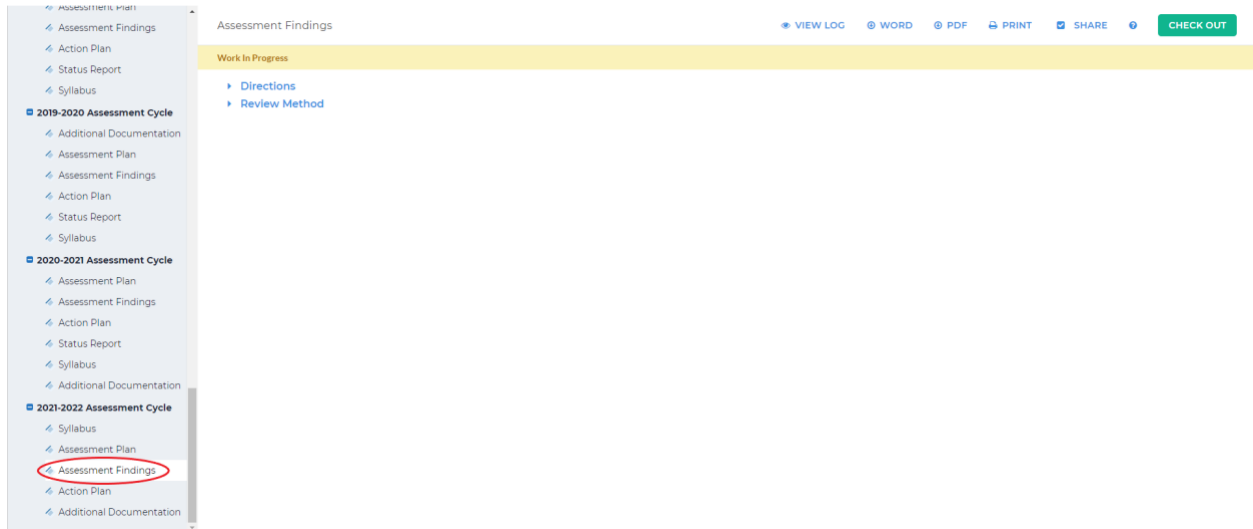 Assessment Plan
Assessment Findings
Action Plan
Status Report
Syllabus
2019-2020 Assessment Cycle
Additional Documentation
Assessment Plan
Assessment Findings
Action Plan
Status Report
Syllabus
2020-2021 Assessment Cycle
Assessment Plan
Assessment Findings
Action Plan
Status Report
Syllabus
Additional Documentation
2021-2022 Assessment Cycle
Syllabus
Assessment Plan
Assessment Findings
Action Plan
Additional Documentation
Assessment Findings VIEW LOG WORD PDF PRINT SHARE ? CHECK OUT
Work In Progress
Directions
Review Method